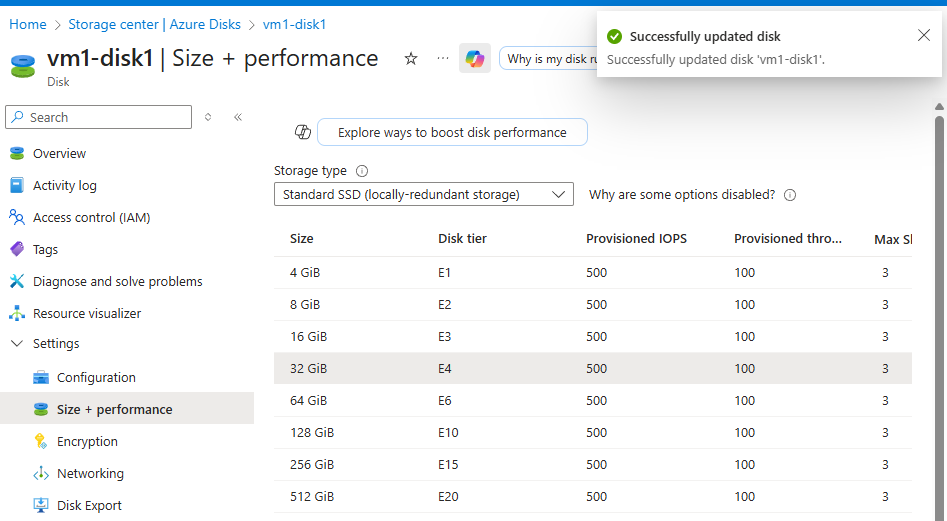 Home > Storage center | Azure Disks > vm1-disk1
vm1-disk1 | Size + performance
Disk
Why is my disk ru
Successfully updated disk
Successfully updated disk 'vm1-disk1'.
Search
Overview
Activity log
Access control (IAM)
Tags
Diagnose and solve problems
Resource visualizer
Settings
Configuration
Size + performance
Encryption
Networking
Disk Export
Explore ways to boost disk performance
Storage type
Standard SSD (locally-redundant storage)
Why are some options disabled?
Size Disk tier Provisioned IOPS Provisioned thro... Max Sl
4 GiB E1 500 100 3
8 GiB E2 500 100 3
16 GiB E3 500 100 3
32 GiB E4 500 100 3
64 GiB E6 500 100 3
128 GiB E10 500 100 3
256 GiB E15 500 100 3
512 GiB E20 500 100 3